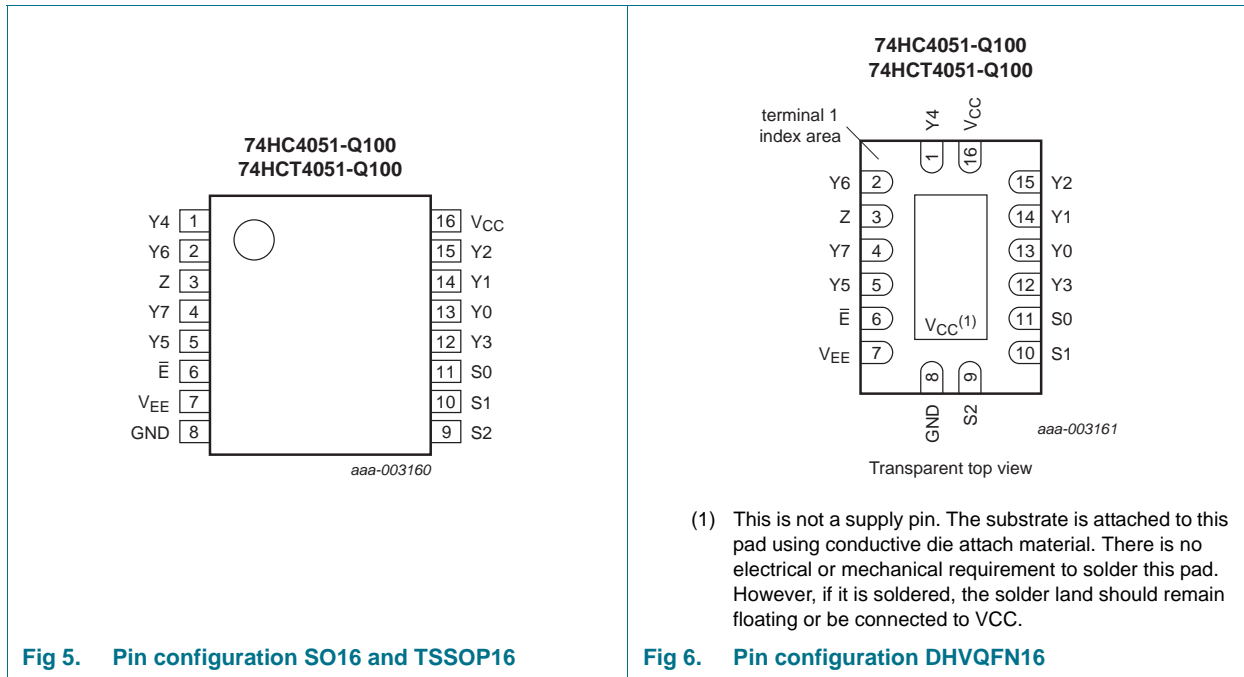 74HC4051-Q100
74HCT4051-Q100
Y4 1
Y6 2
Z 3
Y7 4
Y5 5
E̅ 6
VEE 7
GND 8
16 VCC
15 Y2
14 Y1
13 Y0
12 Y3
11 S0
10 S1
9 S2
aaa-003160
Fig 5. Pin configuration SO16 and TSSOP16
74HC4051-Q100
74HCT4051-Q100
terminal 1
index area
Y4
VCC
1
16
Y6 2
Z 3
Y7 4
Y5 5
E̅ 6
VEE 7
15 Y2
14 Y1
13 Y0
12 Y3
11 S0
10 S1
VCC(1)
8
9
GND
S2
aaa-003161
Transparent top view
(1) This is not a supply pin. The substrate is attached to this
pad using conductive die attach material. There is no
electrical or mechanical requirement to solder this pad.
However, if it is soldered, the solder land should remain
floating or be connected to VCC.
Fig 6. Pin configuration DHVQFN16